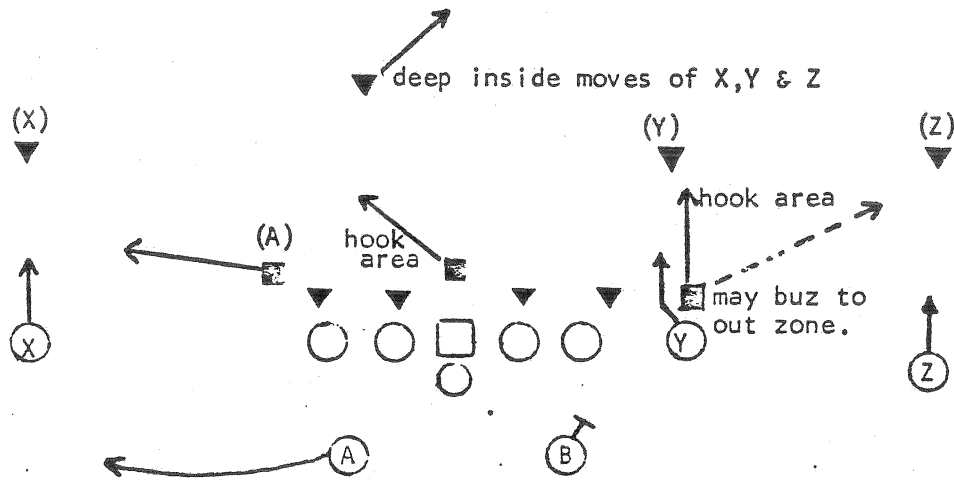 deep inside moves of X,Y & Z
(X)
(Y)
(Z)
hook area
(A)
hook
area
may buz to
out zone.
X
Y
Z
A
B